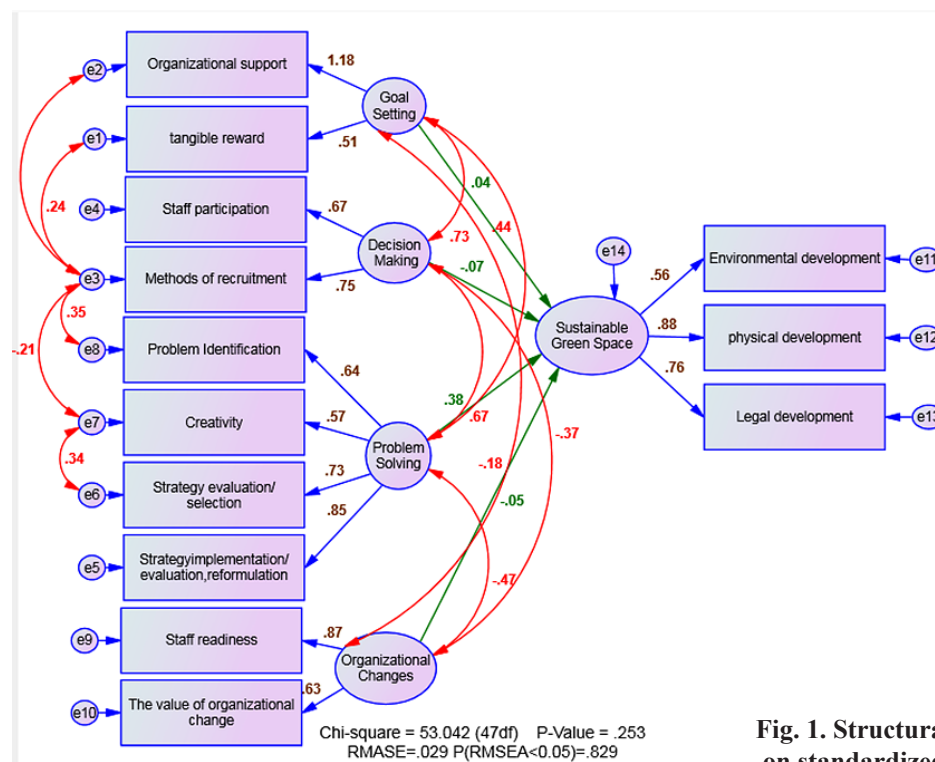 e2
Organizational support
1.18
Goal
Setting
e1
tangible reward
.51
.04
.24
e4
Staff participation
.67
Decision
Making
.73
.44
e14
Environmental development
e11
e3
Methods of recruitment
.75
-.07
.56
.35
Sustainable
Green Space
.88
physical development
e12
-.21
e8
Problem Identification
.64
.76
.38
.67
Legal development
e13
e7
Creativity
.57
Problem
Solving
-.37
.34
e6
Strategy evaluation/
selection
.73
-.18
.85
-.05
e5
Strategyimplementation/
evaluation,reformulation
-.47
e9
Staff readiness
.87
Organizational
Changes
.63
e10
The value of organizational
change
Chi-square = 53.042 (47df) P-Value = .253
RMASE=.029 P(RMSEA<0.05)=.829
Fig. 1. Structura
on standardized